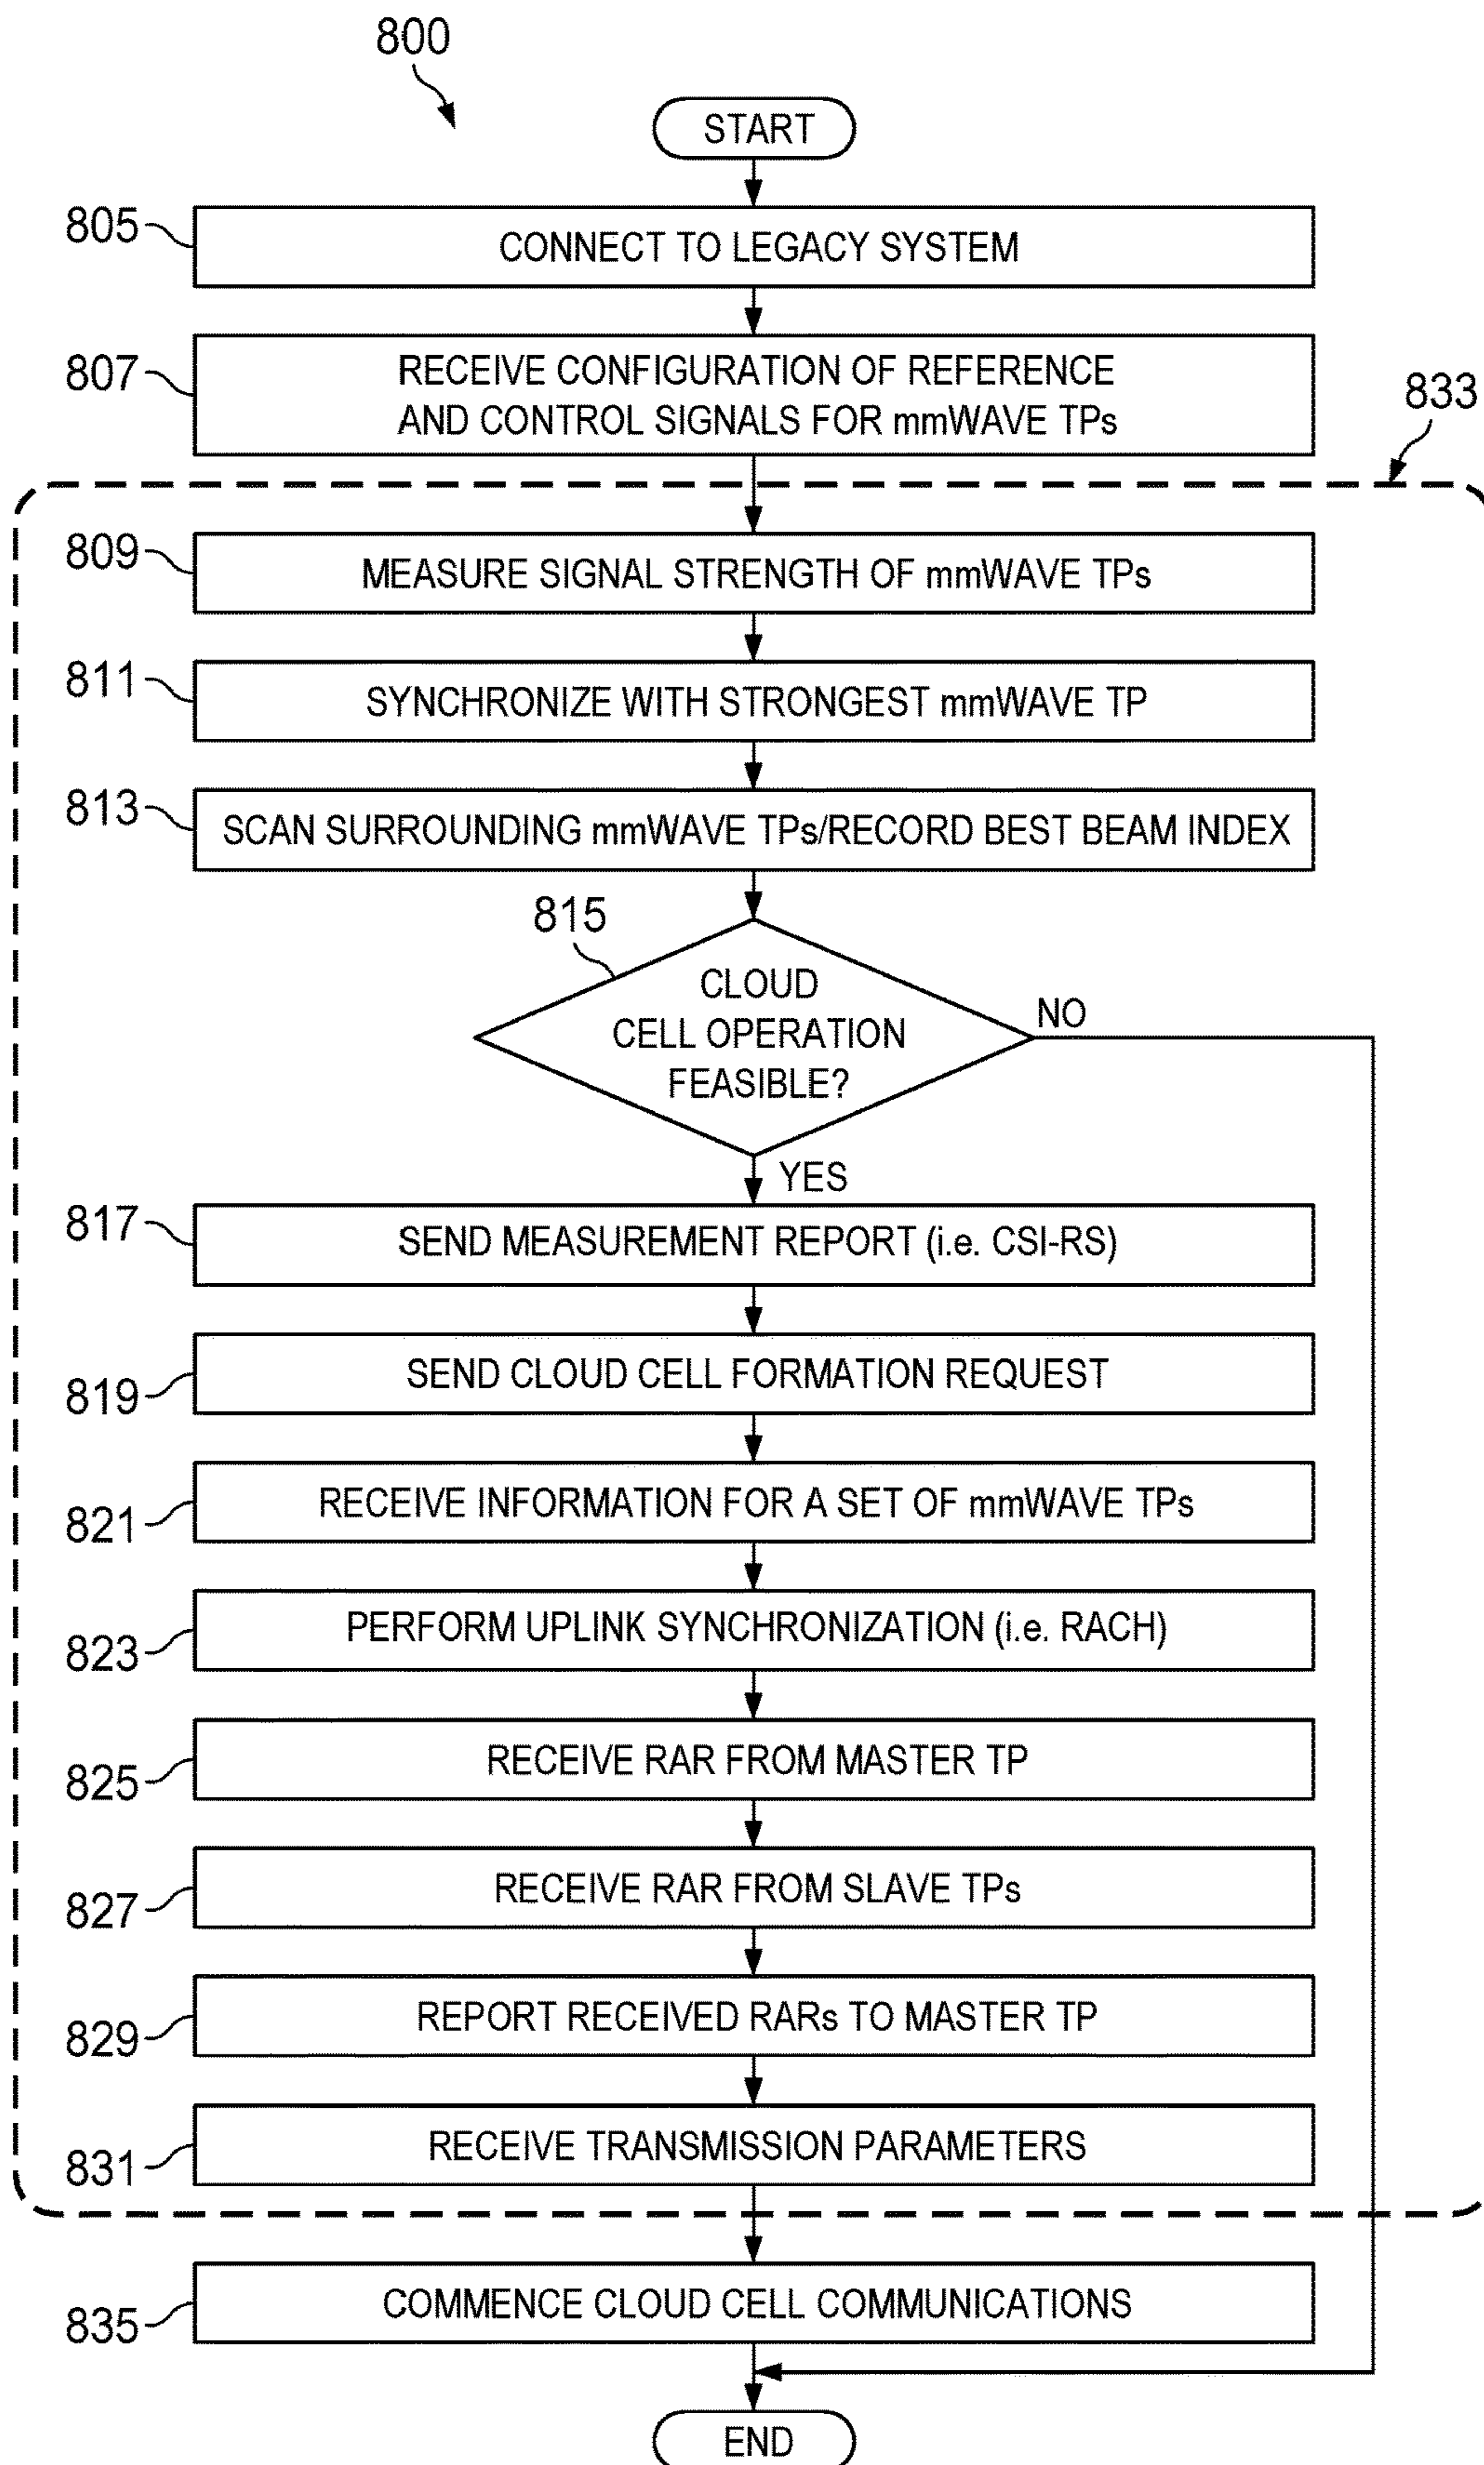 800
START
805
CONNECT TO LEGACY SYSTEM
807
RECEIVE CONFIGURATION OF REFERENCE
AND CONTROL SIGNALS FOR mmWAVE TPs
833
809
MEASURE SIGNAL STRENGTH OF mmWAVE TPs
811
SYNCHRONIZE WITH STRONGEST mmWAVE TP
813
SCAN SURROUNDING mmWAVE TPs/RECORD BEST BEAM INDEX
815
CLOUD
CELL OPERATION
FEASIBLE?
NO
YES
817
SEND MEASUREMENT REPORT (i.e. CSI-RS)
819
SEND CLOUD CELL FORMATION REQUEST
821
RECEIVE INFORMATION FOR A SET OF mmWAVE TPs
823
PERFORM UPLINK SYNCHRONIZATION (i.e. RACH)
825
RECEIVE RAR FROM MASTER TP
827
RECEIVE RAR FROM SLAVE TPs
829
REPORT RECEIVED RARs TO MASTER TP
831
RECEIVE TRANSMISSION PARAMETERS
835
COMMENCE CLOUD CELL COMMUNICATIONS
END